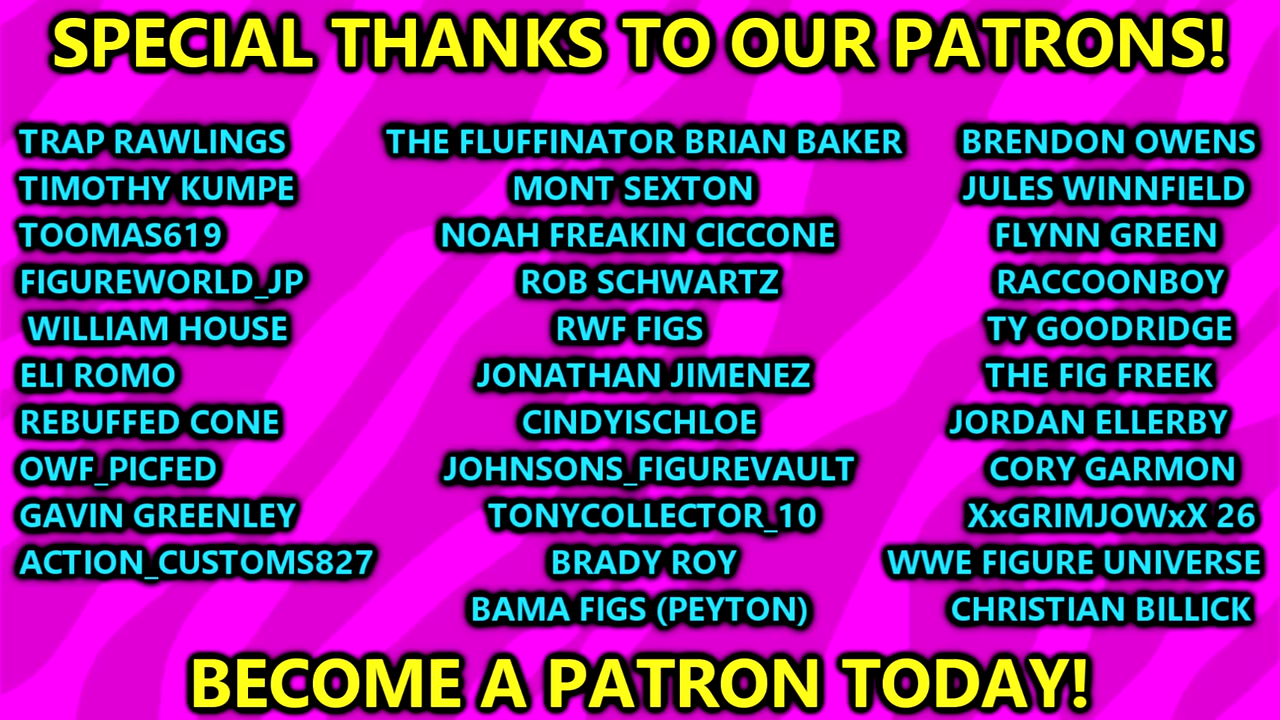 SPECIAL THANKS TO OUR PATRONS!
TRAP RAWLINGS
TIMOTHY KUMPE
TOOMAS619
FIGUREWORLD_JP
WILLIAM HOUSE
ELI ROMO
REBUFFED CONE
OWF_PICFED
GAVIN GREENLEY
ACTION_CUSTOMS827
THE FLUFFINATOR BRIAN BAKER
MONT SEXTON
NOAH FREAKIN CICCONE
ROB SCHWARTZ
RWF FIGS
JONATHAN JIMENEZ
CINDYISCHLOE
JOHNSONS_FIGUREVAULT
TONYCOLLECTOR_10
BRADY ROY
BAMA FIGS (PEYTON)
BRENDON OWENS
JULES WINNFIELD
FLYNN GREEN
RACCOONBOY
TY GOODRIDGE
THE FIG FREEK
JORDAN ELLERBY
CORY GARMON
XxGRIMJOWxX 26
WWE FIGURE UNIVERSE
CHRISTIAN BILLICK
BECOME A PATRON TODAY!